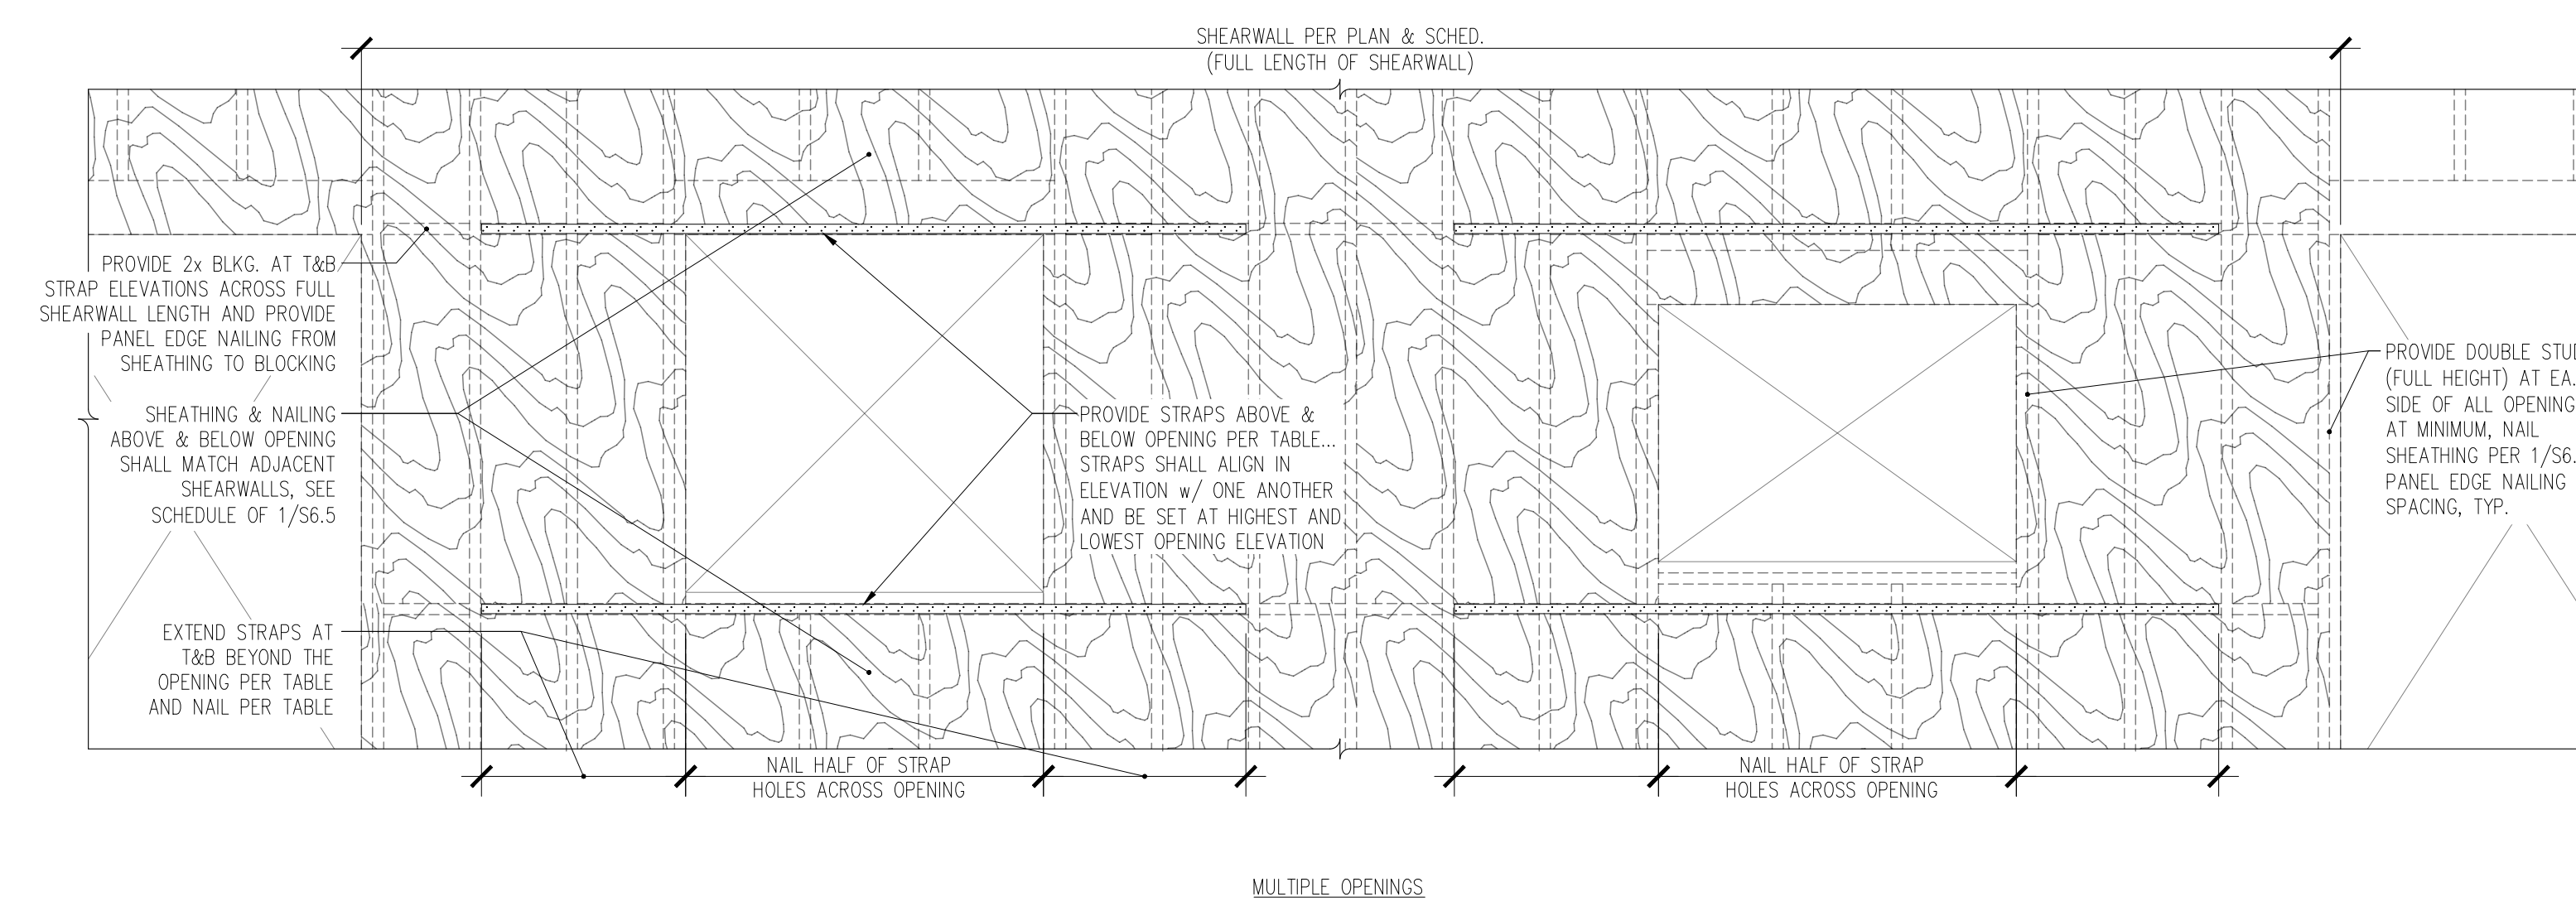 SHEARWALL PER PLAN & SCHED.
(FULL LENGTH OF SHEARWALL)
PROVIDE 2x BLKG. AT T&B
STRAP ELEVATIONS ACROSS FULL
SHEARWALL LENGTH AND PROVIDE
PANEL EDGE NAILING FROM
SHEATHING TO BLOCKING
SHEATHING & NAILING
ABOVE & BELOW OPENING
SHALL MATCH ADJACENT
SHEARWALLS, SEE
SCHEDULE OF 1/S6.5
EXTEND STRAPS AT
T&B BEYOND THE
OPENING PER TABLE
AND NAIL PER TABLE
PROVIDE STRAPS ABOVE &
BELOW OPENING PER TABLE...
STRAPS SHALL ALIGN IN
ELEVATION w/ ONE ANOTHER
AND BE SET AT HIGHEST AND
LOWEST OPENING ELEVATION
PROVIDE DOUBLE STUD
(FULL HEIGHT) AT EA.
SIDE OF ALL OPENING
AT MINIMUM, NAIL
SHEATHING PER 1/S6.
PANEL EDGE NAILING
SPACING, TYP.
NAIL HALF OF STRAP
HOLES ACROSS OPENING
NAIL HALF OF STRAP
HOLES ACROSS OPENING
MULTIPLE OPENINGS